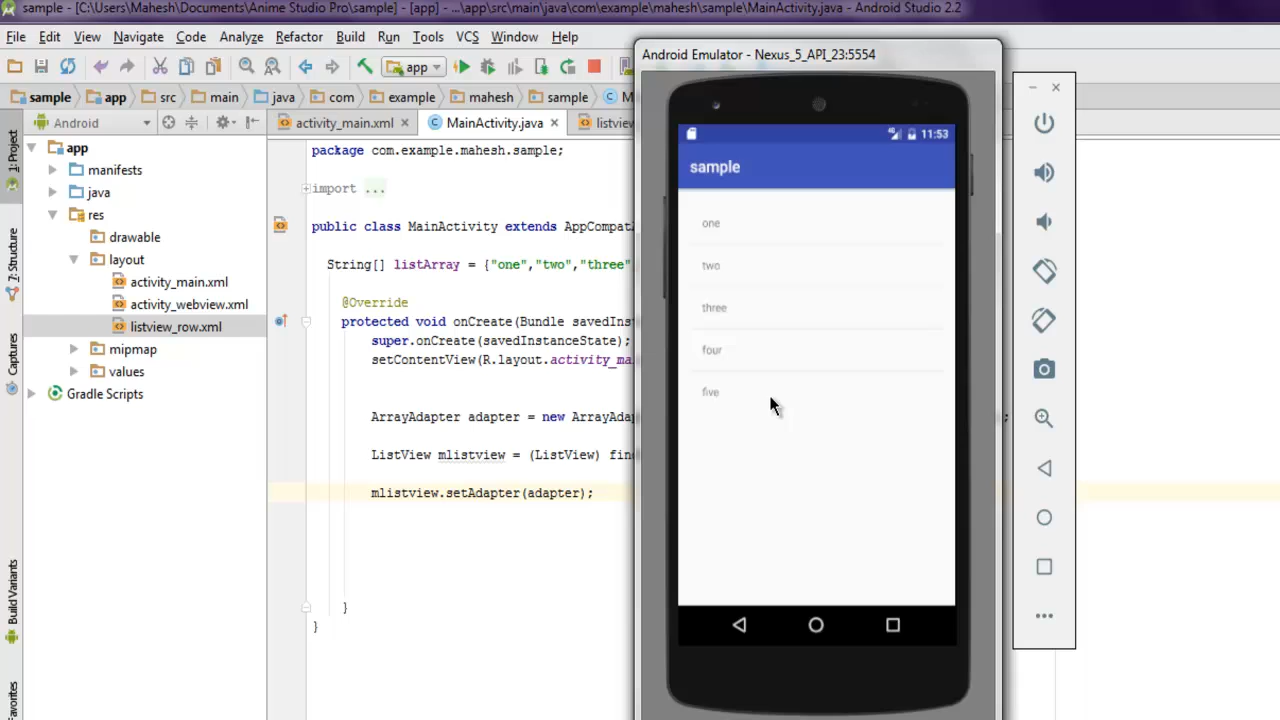 sample - [C:\Users\Mahesh\Documents\Anime Studio Pro\sample] - [app] - ...\app\src\main\java\com\example\mahesh\sample\MainActivity.java - Android Studio 2.2
File Edit View Navigate Code Analyze Refactor Build Run Tools VCS Window Help
Android Emulator - Nexus_5_API_23:5554
app
sample app src main java com example mahesh sample C M
Android
activity_main.xml
C MainActivity.java
listview
1: Project
7: Structure
Captures
Build Variants
Favorites
app
manifests
java
res
drawable
layout
activity_main.xml
activity_webview.xml
listview_row.xml
mipmap
values
Gradle Scripts
package com.example.mahesh.sample;
import ...
public class MainActivity extends AppCompat
String[] listArray = {"one","two","three"
@Override
protected void onCreate(Bundle savedIns
super.onCreate(savedInstanceState);
setContentView(R.layout.activity_ma
ArrayAdapter adapter = new ArrayAda
;
ListView mlistview = (ListView) fin
mlistview.setAdapter(adapter);
}
}
11:53
sample
one
two
three
four
five